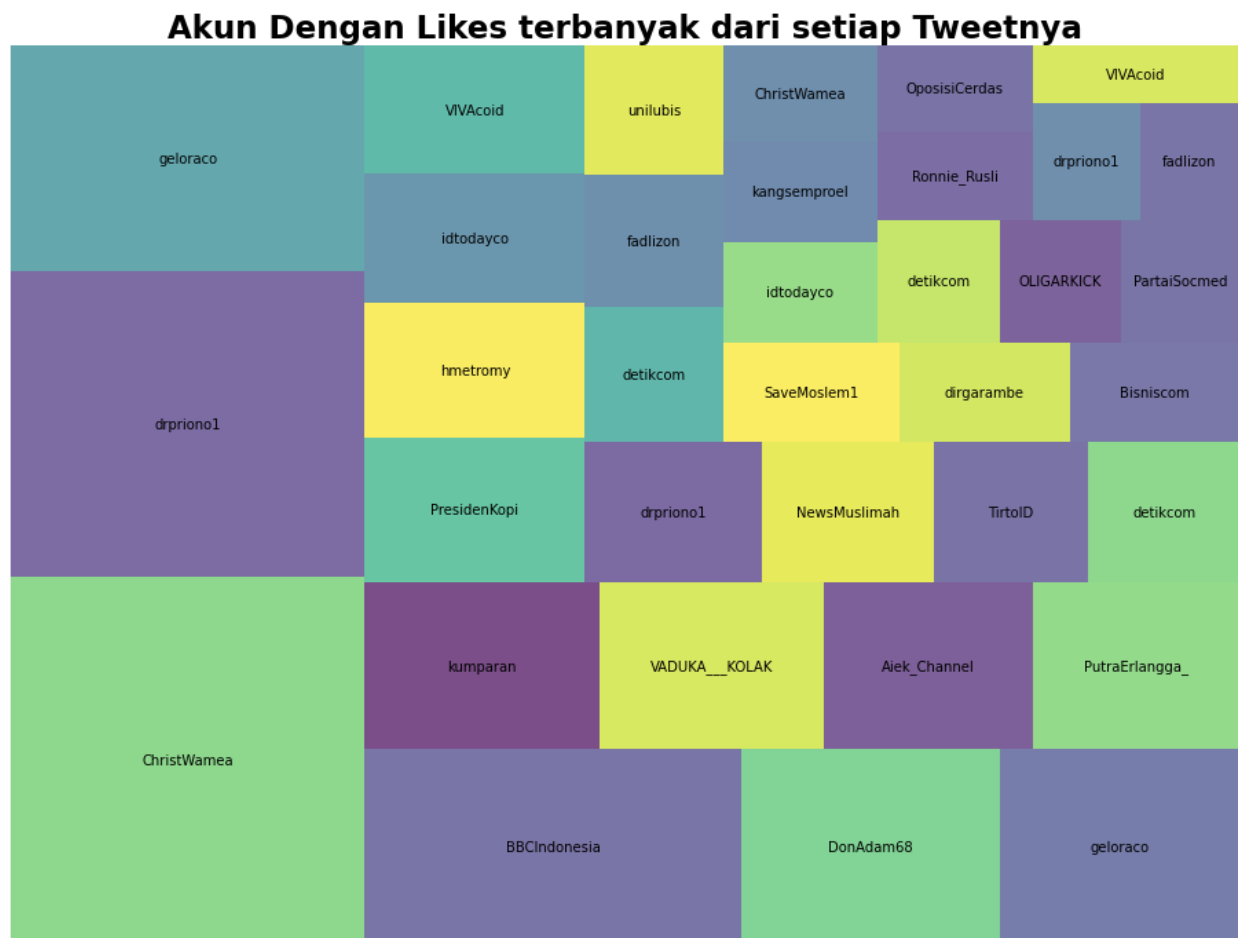 Akun Dengan Likes terbanyak dari setiap Tweetnya
geloraco
drpriono1
ChristWamea
VIVAcoid
idtodayco
hmetromy
PresidenKopi
unilubis
fadlizon
detikcom
ChristWamea
kangsemproel
idtodayco
OposisiCerdas
Ronnie_Rusli
VIVAcoid
drpriono1
fadlizon
detikcom
OLIGARKICK
PartaiSocmed
SaveMoslem1
dirgarambe
Bisniscom
drpriono1
NewsMuslimah
TirtoID
detikcom
kumparan
VADUKA___KOLAK
Aiek_Channel
PutraErlangga_
BBCIndonesia
DonAdam68
geloraco